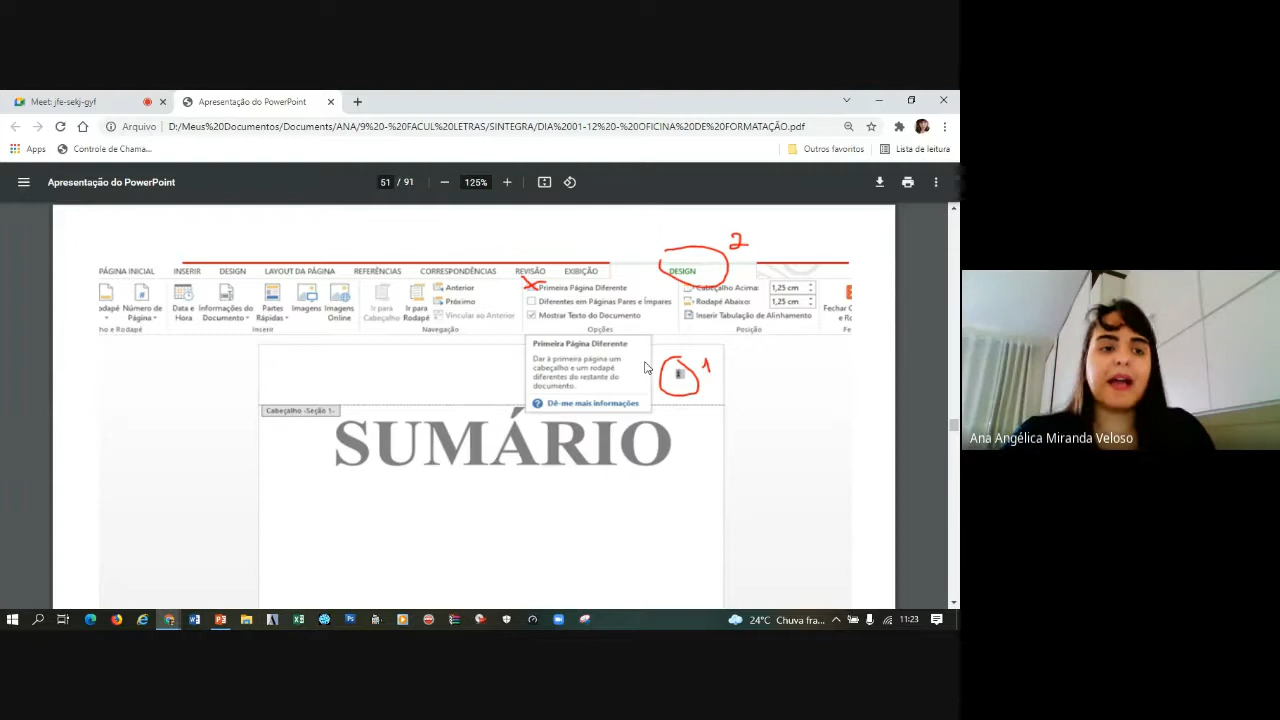 Meet: jfe-sekj-gyf
Apresentação do PowerPoint
Arquivo D:/Meus%20Documentos/Documents/ANA/9%20-%20FACUL%20LETRAS/SINTEGRA/DIA%2001-12%20-%20OFICINA%20DE%20FORMATAÇÃO.pdf
Apps Controle de Chama... Outros favoritos Lista de leitura
Apresentação do PowerPoint 51 / 91 125%
2
PÁGINA INICIAL INSERIR DESIGN LAYOUT DA PÁGINA REFERÊNCIAS CORRESPONDÊNCIAS REVISÃO EXIBIÇÃO DESIGN
Anterior Primeira Página Diferente Cabeçalho Acima: 1,25 cm
Próximo Diferentes em Páginas Pares e Ímpares Rodapé Abaixo: 1,25 cm
Vincular ao Anterior Mostrar Texto do Documento Inserir Tabulação de Alinhamento
Número de Página Data e Hora Informações do Documento Partes Rápidas Imagens Imagens Online Ir para Cabeçalho Ir para Rodapé
Inserir Navegação Opções Posição
Primeira Página Diferente
Dar à primeira página um
cabeçalho e um rodapé
diferentes do restante do
documento.
Dê-me mais informações
1
Cabeçalho -Seção 1-
SUMÁRIO
Ana Angélica Miranda Veloso
24°C Chuva fra... 11:23